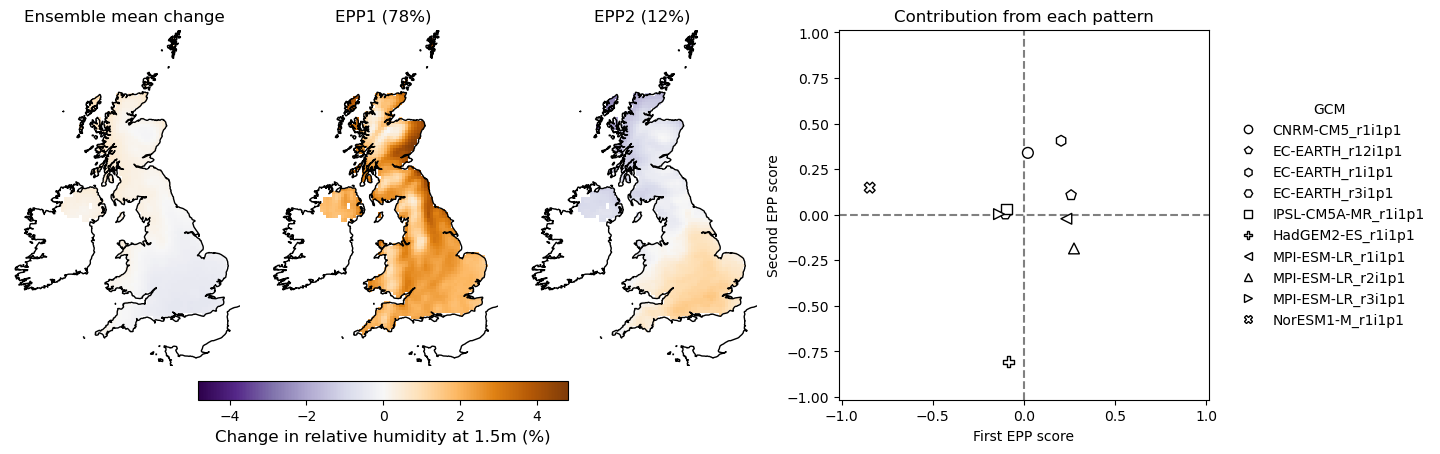 Ensemble mean change
EPP1 (78%)
EPP2 (12%)
Contribution from each pattern
−4 −2 0 2 4
Change in relative humidity at 1.5m (%)
1.00
0.75
0.50
0.25
0.00
−0.25
−0.50
−0.75
−1.00
Second EPP score
−1.0 −0.5 0.0 0.5 1.0
First EPP score
GCM
CNRM-CM5_r1i1p1
EC-EARTH_r12i1p1
EC-EARTH_r1i1p1
EC-EARTH_r3i1p1
IPSL-CM5A-MR_r1i1p1
HadGEM2-ES_r1i1p1
MPI-ESM-LR_r1i1p1
MPI-ESM-LR_r2i1p1
MPI-ESM-LR_r3i1p1
NorESM1-M_r1i1p1